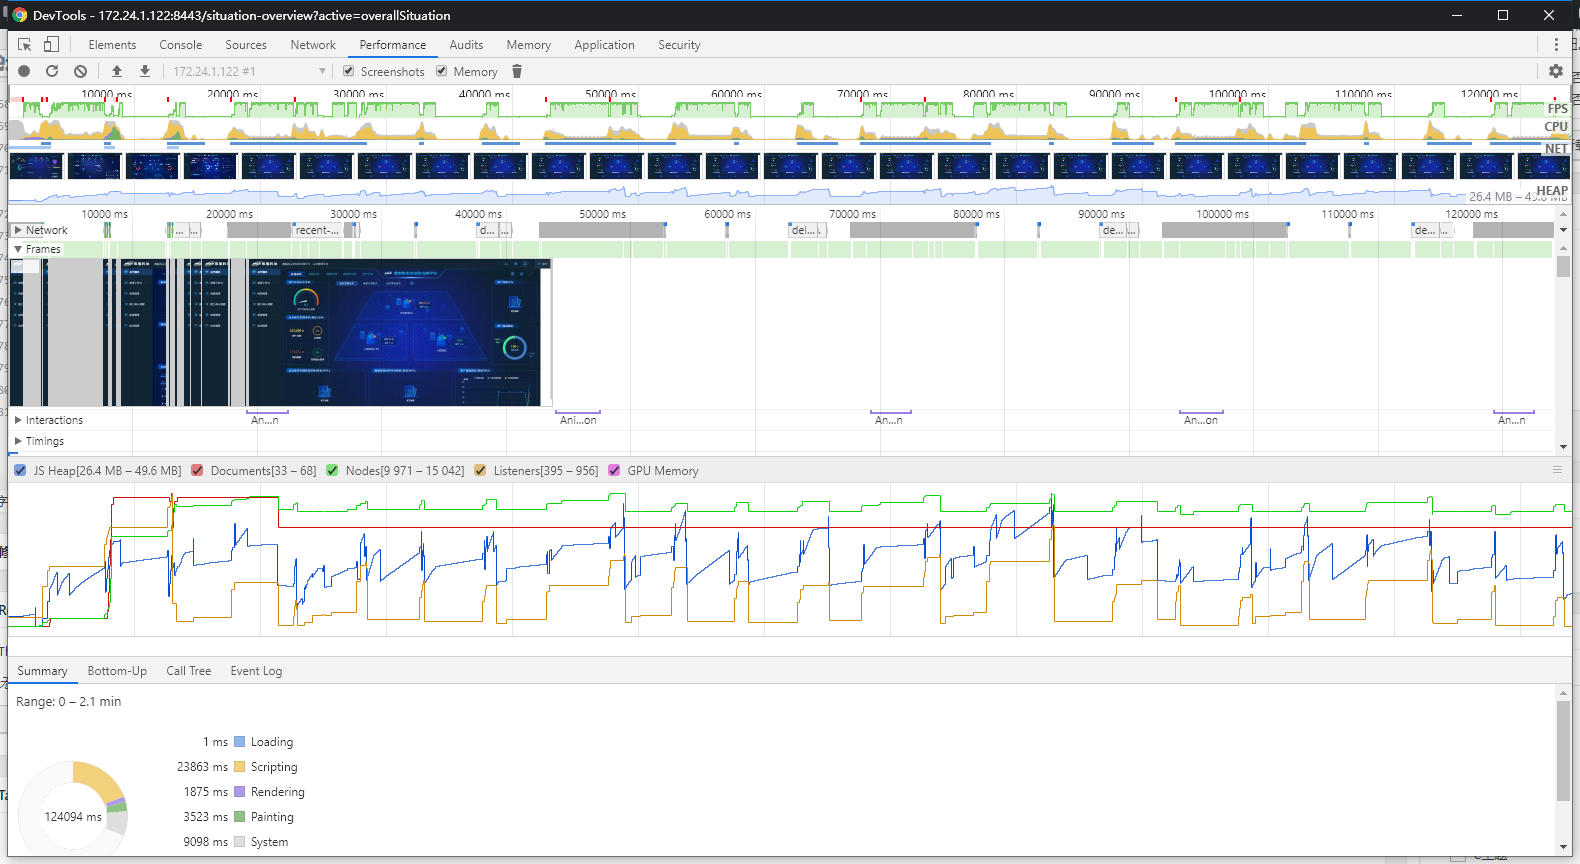 DevTools - 172.24.1.122:8443/situation-overview?active=overallSituation
Elements Console Sources Network Performance Audits Memory Application Security
172.24.1.122 #1 Screenshots Memory
10000 ms 20000 ms 30000 ms 40000 ms 50000 ms 60000 ms 70000 ms 80000 ms 90000 ms 100000 ms 110000 ms 120000 ms
FPS
CPU
NET
HEAP
26.4 MB – 49.6 MB
10000 ms 20000 ms 30000 ms 40000 ms 50000 ms 60000 ms 70000 ms 80000 ms 90000 ms 100000 ms 110000 ms 120000 ms
Network ... ... recent-... d... ... del... ... de... ... de... ...
Frames
Interactions
An...n Ani...on An...n An...on An...n
Timings
JS Heap[26.4 MB – 49.6 MB] Documents[33 – 68] Nodes[9 971 – 15 042] Listeners[395 – 956] GPU Memory
Summary Bottom-Up Call Tree Event Log
Range: 0 – 2.1 min
1 ms Loading
23863 ms Scripting
1875 ms Rendering
3523 ms Painting
9098 ms System
124094 ms